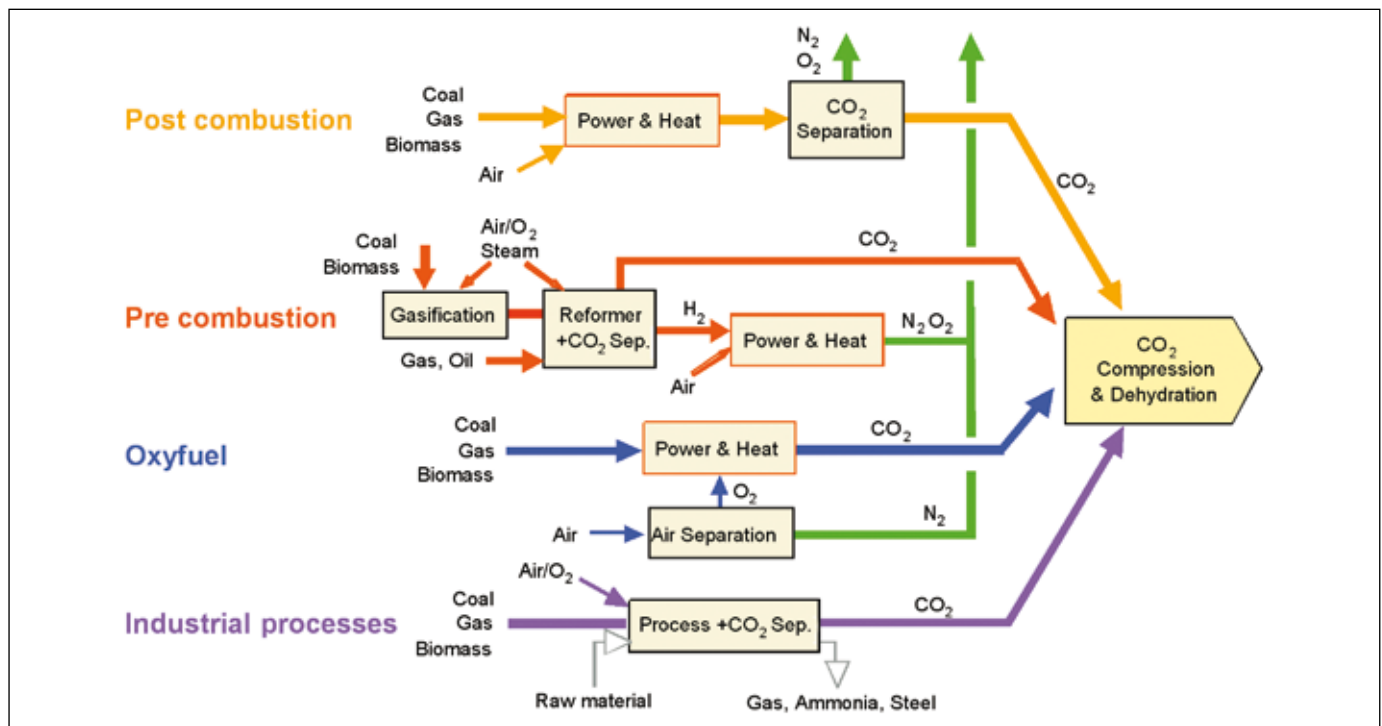 N₂
O₂
Post combustion
Coal
Gas
Biomass
Air
Power & Heat
CO₂
Separation
CO₂
Pre combustion
Coal
Biomass
Air/O₂
Steam
Gasification
Gas, Oil
Reformer
+CO₂ Sep.
CO₂
H₂
Air
Power & Heat
N₂O₂
CO₂
Compression
& Dehydration
Oxyfuel
Coal
Gas
Biomass
Power & Heat
CO₂
O₂
Air
Air Separation
N₂
Industrial processes
Air/O₂
Coal
Gas
Biomass
Process +CO₂ Sep.
CO₂
Raw material
Gas, Ammonia, Steel